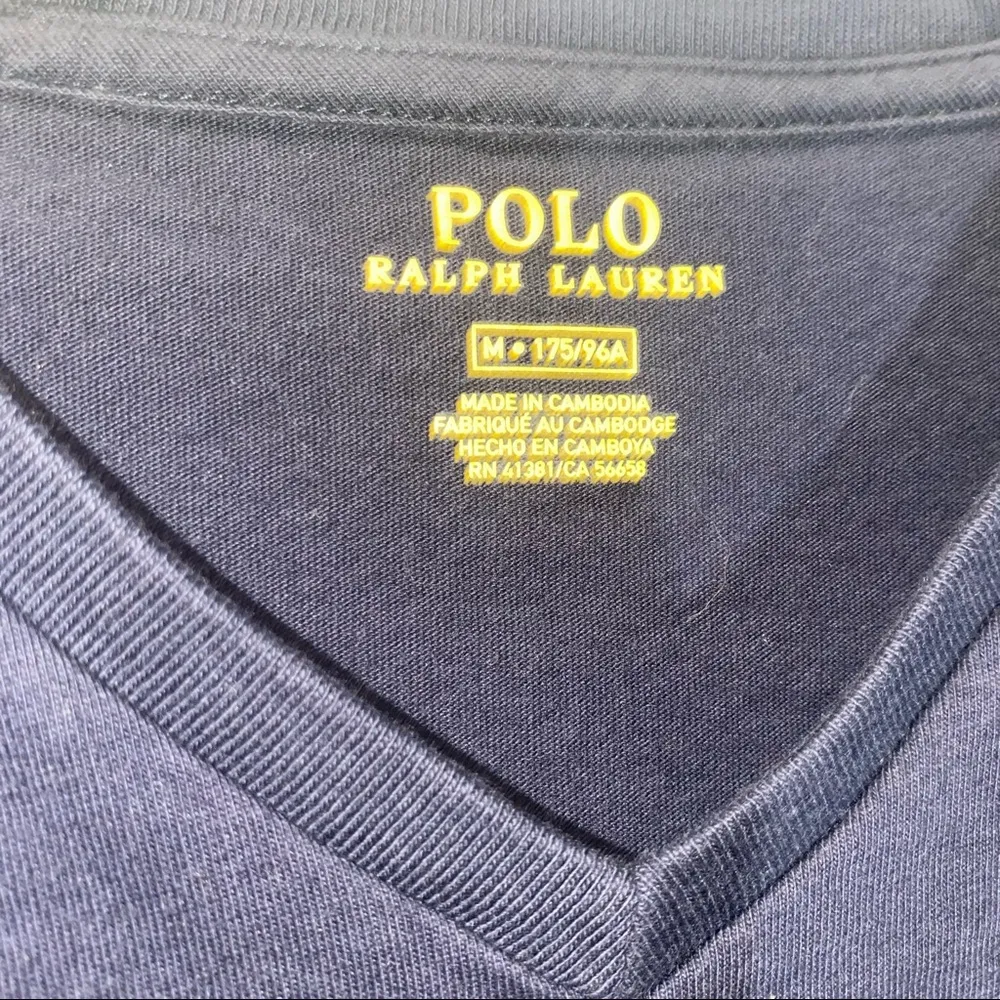 POLO
RALPH LAUREN
M • 175/96A
MADE IN CAMBODIA
FABRIQUÉ AU CAMBODGE
HECHO EN CAMBOYA
RN 41381/CA 56658